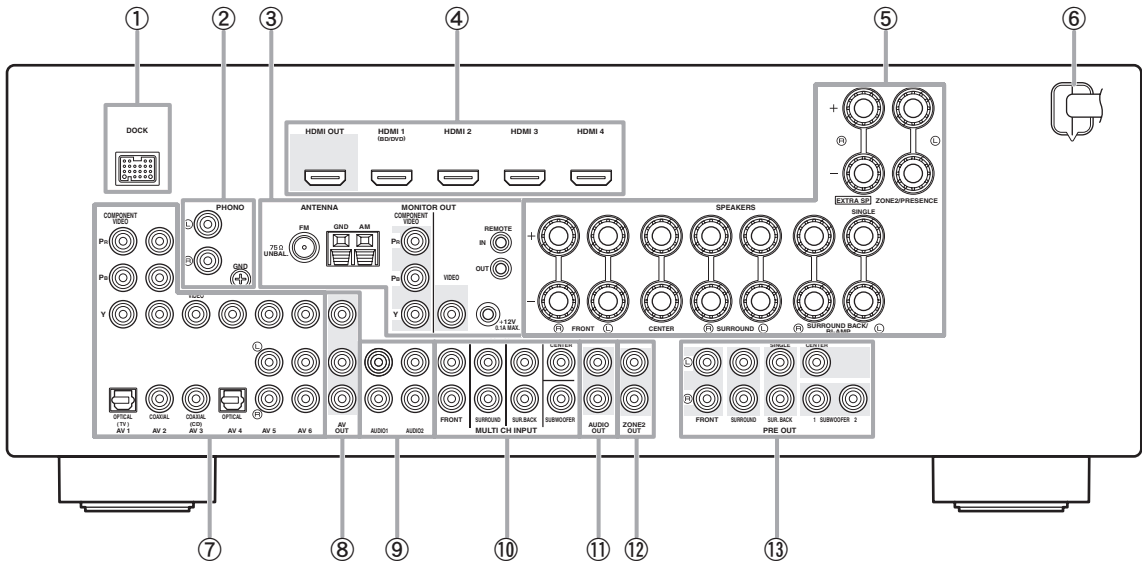 ① ② ③ ④ ⑤ ⑥
DOCK
HDMI OUT HDMI 1 HDMI 2 HDMI 3 HDMI 4
(BD/DVD)
+ Ⓡ Ⓛ –
EXTRA SP ZONE2/PRESENCE
COMPONENT VIDEO
PR
PB
Y
VIDEO
PHONO
Ⓛ
Ⓡ
GND
ANTENNA
FM
75Ω UNBAL.
GND AM
MONITOR OUT
COMPONENT VIDEO
PR
PB
Y
VIDEO
REMOTE
IN
OUT
+12V
0.1A MAX.
SPEAKERS
SINGLE
+
–
Ⓡ FRONT Ⓛ CENTER Ⓡ SURROUND Ⓛ Ⓡ SURROUND BACK/ BI-AMP Ⓛ
Ⓛ
Ⓡ
OPTICAL COAXIAL COAXIAL OPTICAL
(TV) (CD)
AV 1 AV 2 AV 3 AV 4 AV 5 AV 6
AV OUT
AUDIO1 AUDIO2
CENTER
FRONT SURROUND SUR.BACK SUBWOOFER
MULTI CH INPUT
AUDIO OUT
ZONE2 OUT
SINGLE CENTER
Ⓛ
Ⓡ
FRONT SURROUND SUR. BACK 1 SUBWOOFER 2
PRE OUT
⑦ ⑧ ⑨ ⑩ ⑪ ⑫ ⑬